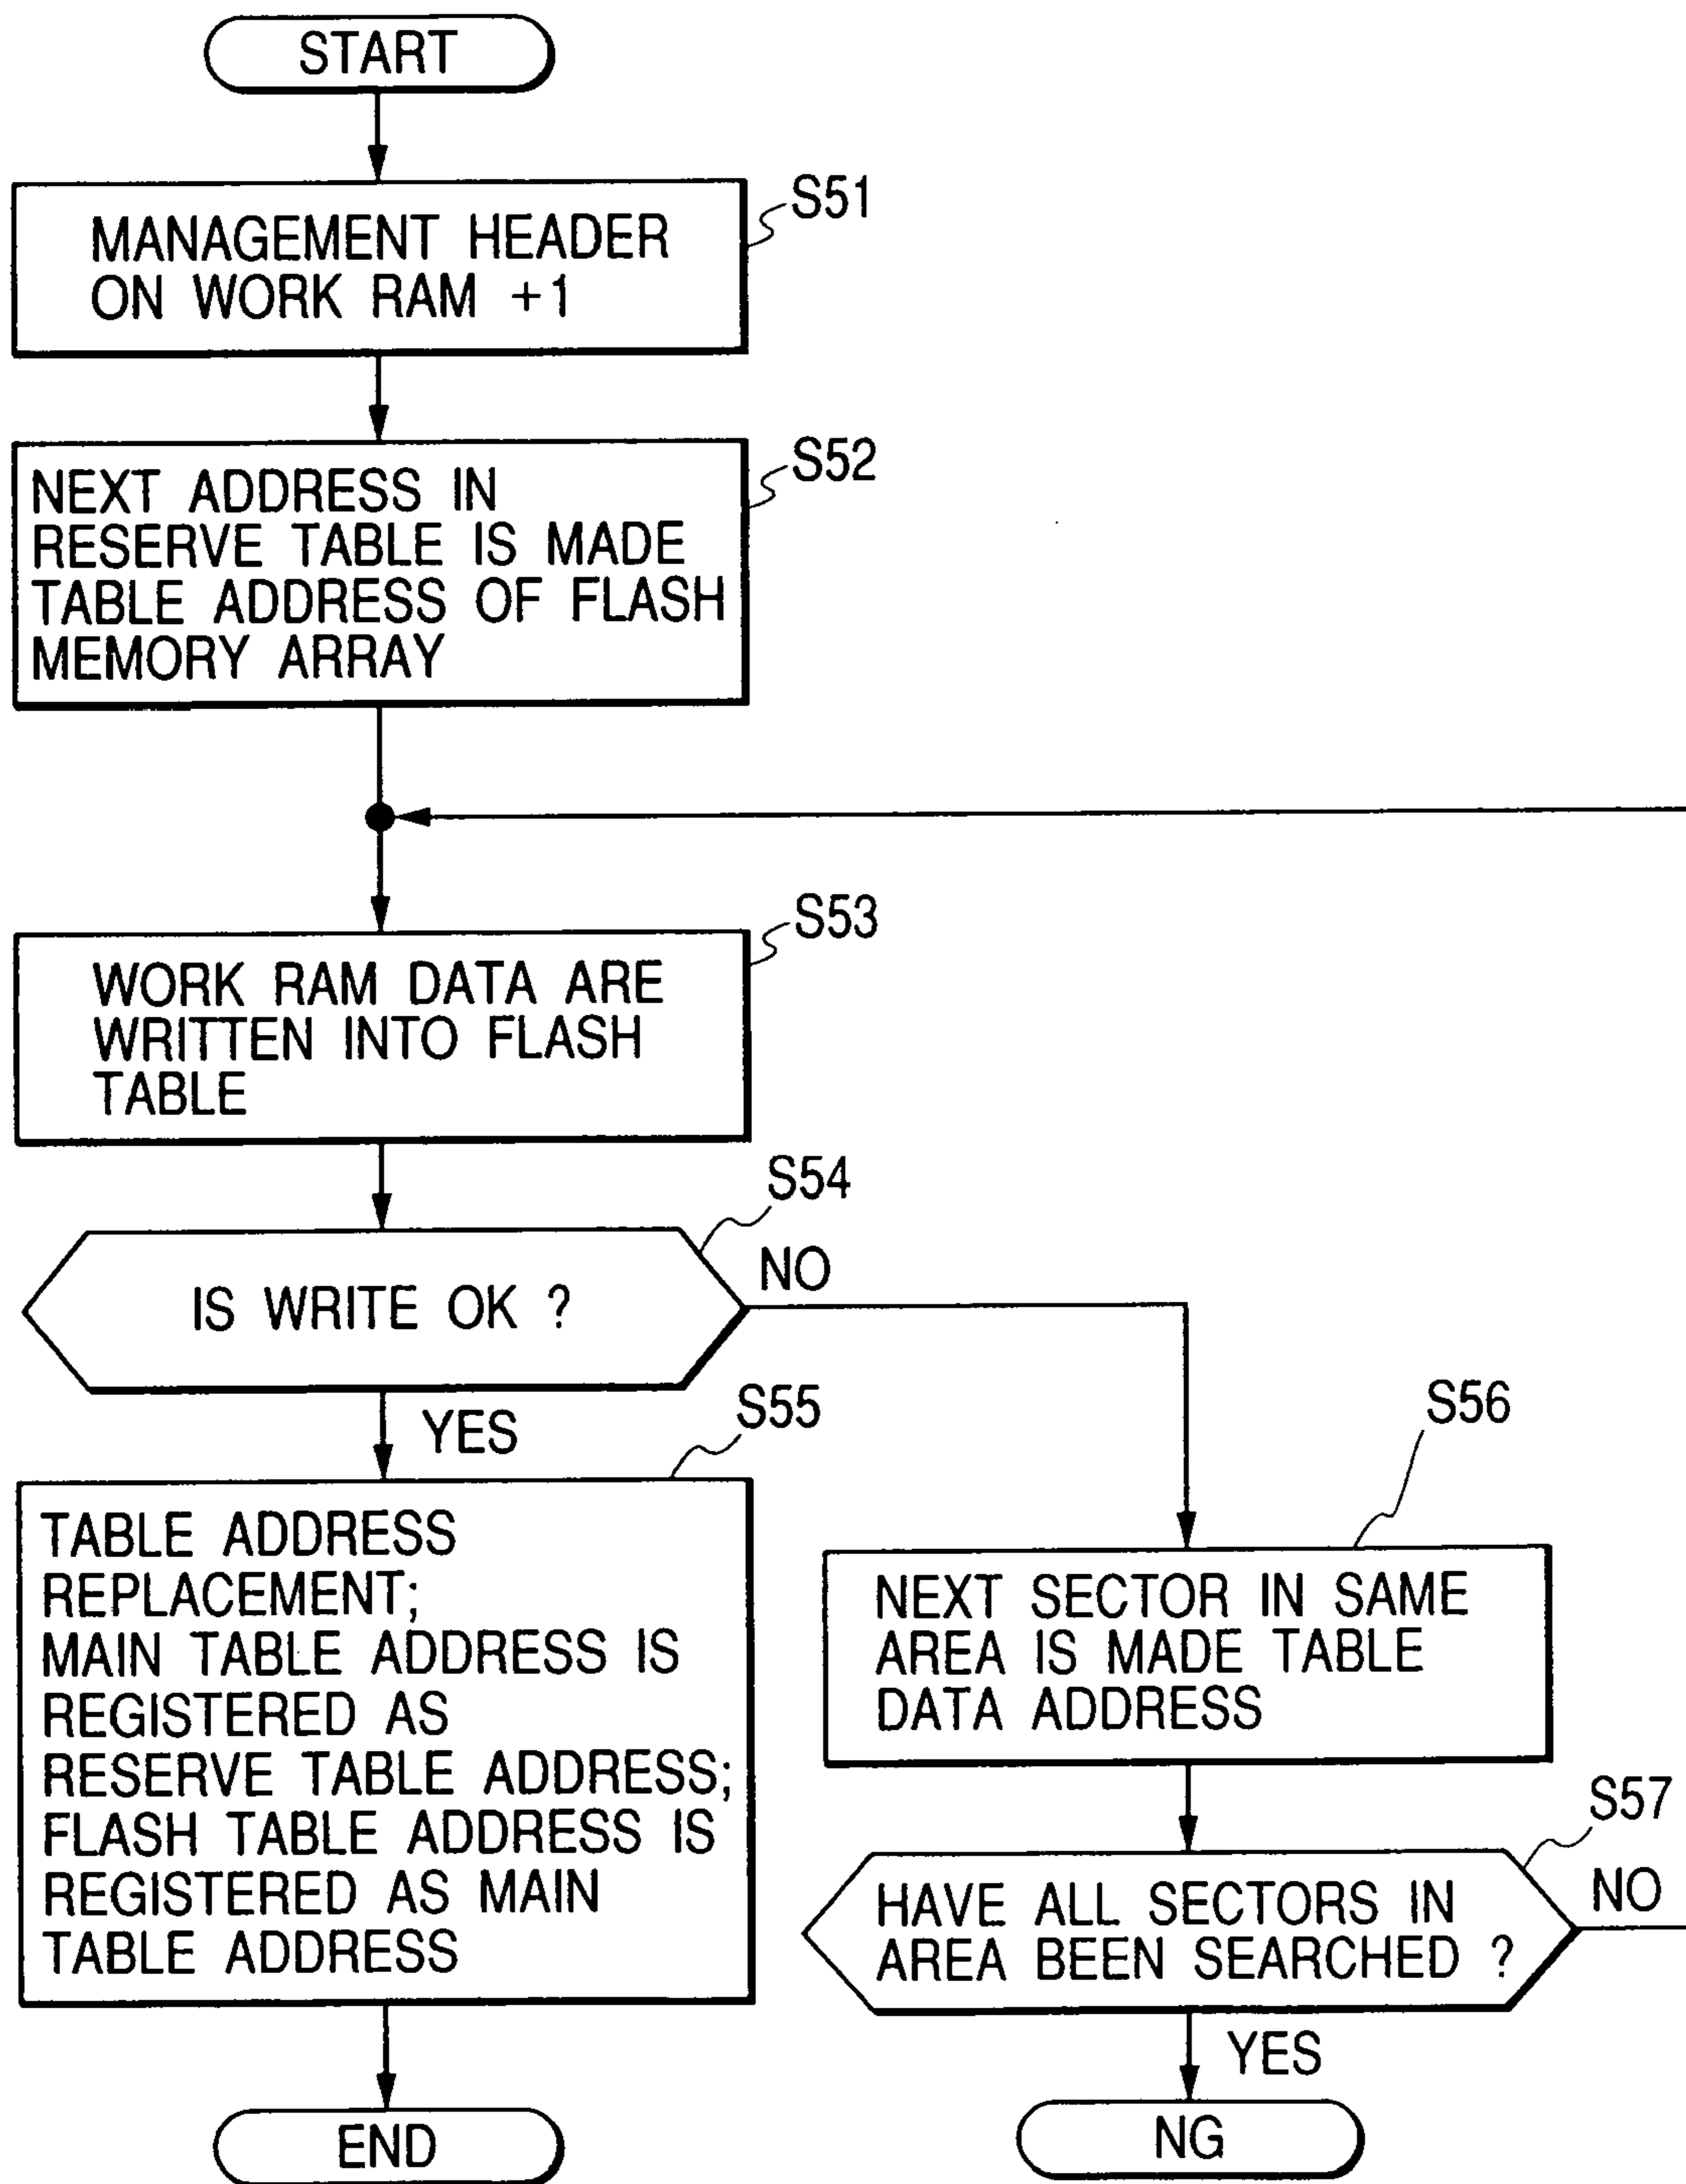 START
S51
MANAGEMENT HEADER
ON WORK RAM +1
S52
NEXT ADDRESS IN
RESERVE TABLE IS MADE
TABLE ADDRESS OF FLASH
MEMORY ARRAY
S53
WORK RAM DATA ARE
WRITTEN INTO FLASH
TABLE
S54
IS WRITE OK ?
NO
YES
S55
TABLE ADDRESS
REPLACEMENT;
MAIN TABLE ADDRESS IS
REGISTERED AS
RESERVE TABLE ADDRESS;
FLASH TABLE ADDRESS IS
REGISTERED AS MAIN
TABLE ADDRESS
END
S56
NEXT SECTOR IN SAME
AREA IS MADE TABLE
DATA ADDRESS
S57
HAVE ALL SECTORS IN
AREA BEEN SEARCHED ?
NO
YES
NG